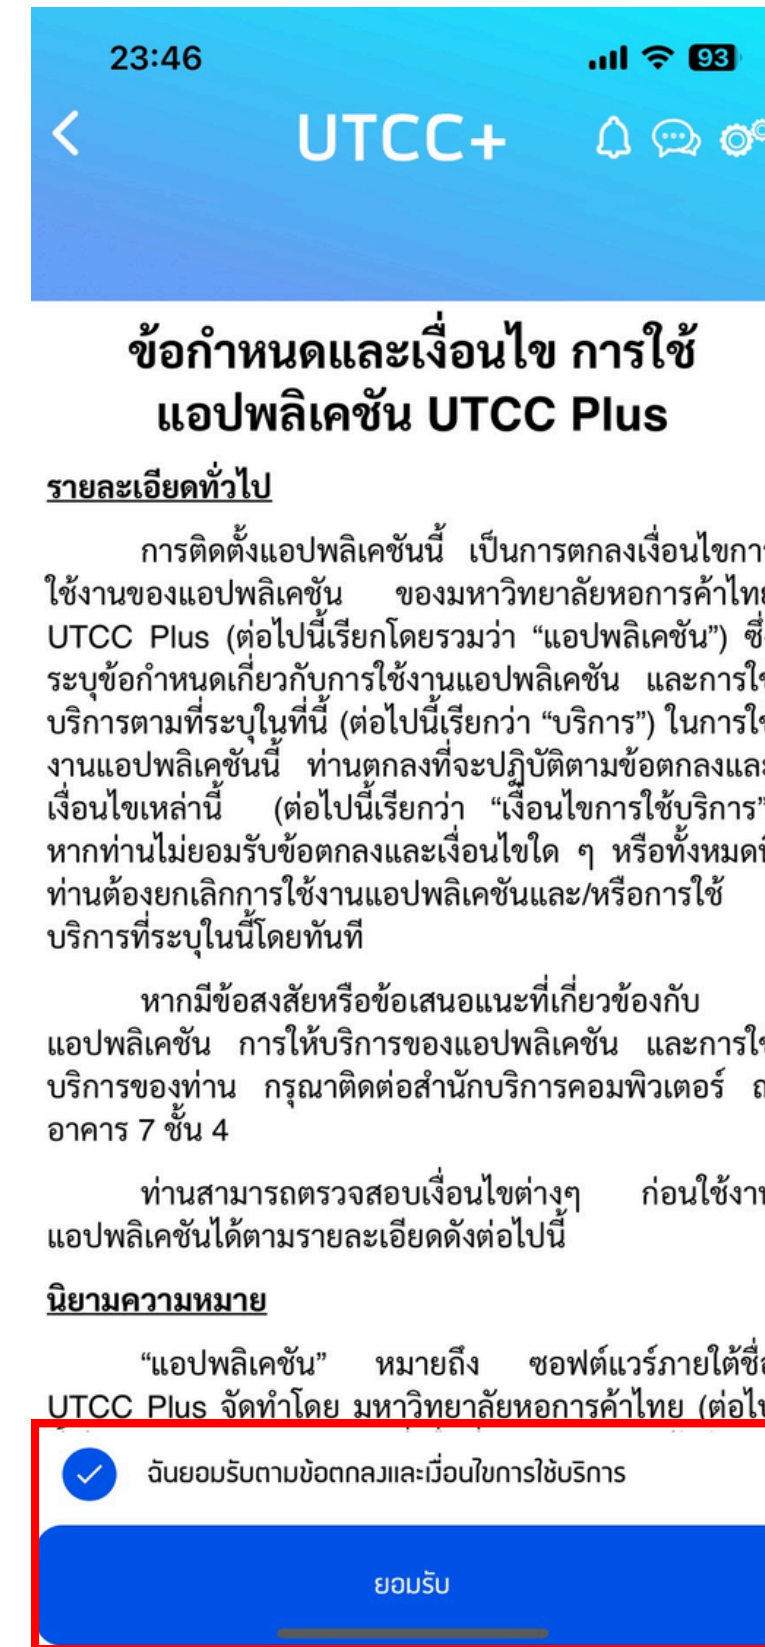 23:46
93
UTCC+
ข้อกำหนดและเงื่อนไข การใช้
แอปพลิเคชัน UTCC Plus
รายละเอียดทั่วไป
การติดตั้งแอปพลิเคชันนี้ เป็นการตกลงเงื่อนไขการ
ใช้งานของแอปพลิเคชัน ของมหาวิทยาลัยหอการค้าไทย
UTCC Plus (ต่อไปนี้เรียกโดยรวมว่า “แอปพลิเคชัน”) ซึ่ง
ระบุข้อกำหนดเกี่ยวกับการใช้งานแอปพลิเคชัน และการใช้
บริการตามที่ระบุในที่นี้ (ต่อไปนี้เรียกว่า “บริการ”) ในการใช้
งานแอปพลิเคชันนี้ ท่านตกลงที่จะปฏิบัติตามข้อตกลงและ
เงื่อนไขเหล่านี้ (ต่อไปนี้เรียกว่า “เงื่อนไขการใช้บริการ”
หากท่านไม่ยอมรับข้อตกลงและเงื่อนไขใด ๆ หรือทั้งหมดนี้
ท่านต้องยกเลิกการใช้งานแอปพลิเคชันและ/หรือการใช้
บริการที่ระบุในนี้โดยทันที
หากมีข้อสงสัยหรือข้อเสนอแนะที่เกี่ยวข้องกับ
แอปพลิเคชัน การให้บริการของแอปพลิเคชัน และการใช้
บริการของท่าน กรุณาติดต่อสำนักบริการคอมพิวเตอร์
อาคาร 7 ชั้น 4
ท่านสามารถตรวจสอบเงื่อนไขต่างๆ ก่อนใช้งาน
แอปพลิเคชันได้ตามรายละเอียดดังต่อไปนี้
นิยามความหมาย
“แอปพลิเคชัน” หมายถึง ซอฟต์แวร์ภายใต้ชื่อ
UTCC Plus จัดทำโดย มหาวิทยาลัยหอการค้าไทย (ต่อไป
ฉันยอมรับตามข้อตกลงและเงื่อนไขการใช้บริการ
ยอมรับ